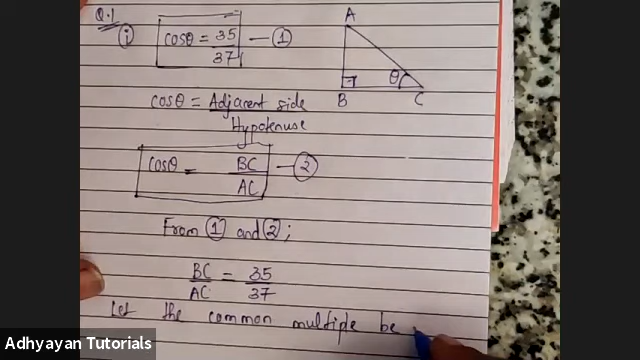 Q.1
(i) cosθ = 35/37 — (1)
A
θ
B C
cosθ = Adjacent side
Hypotenuse
cosθ = BC/AC — (2)
From (1) and (2);
BC/AC = 35/37
Let the common multiple be
Adhyayan Tutorials